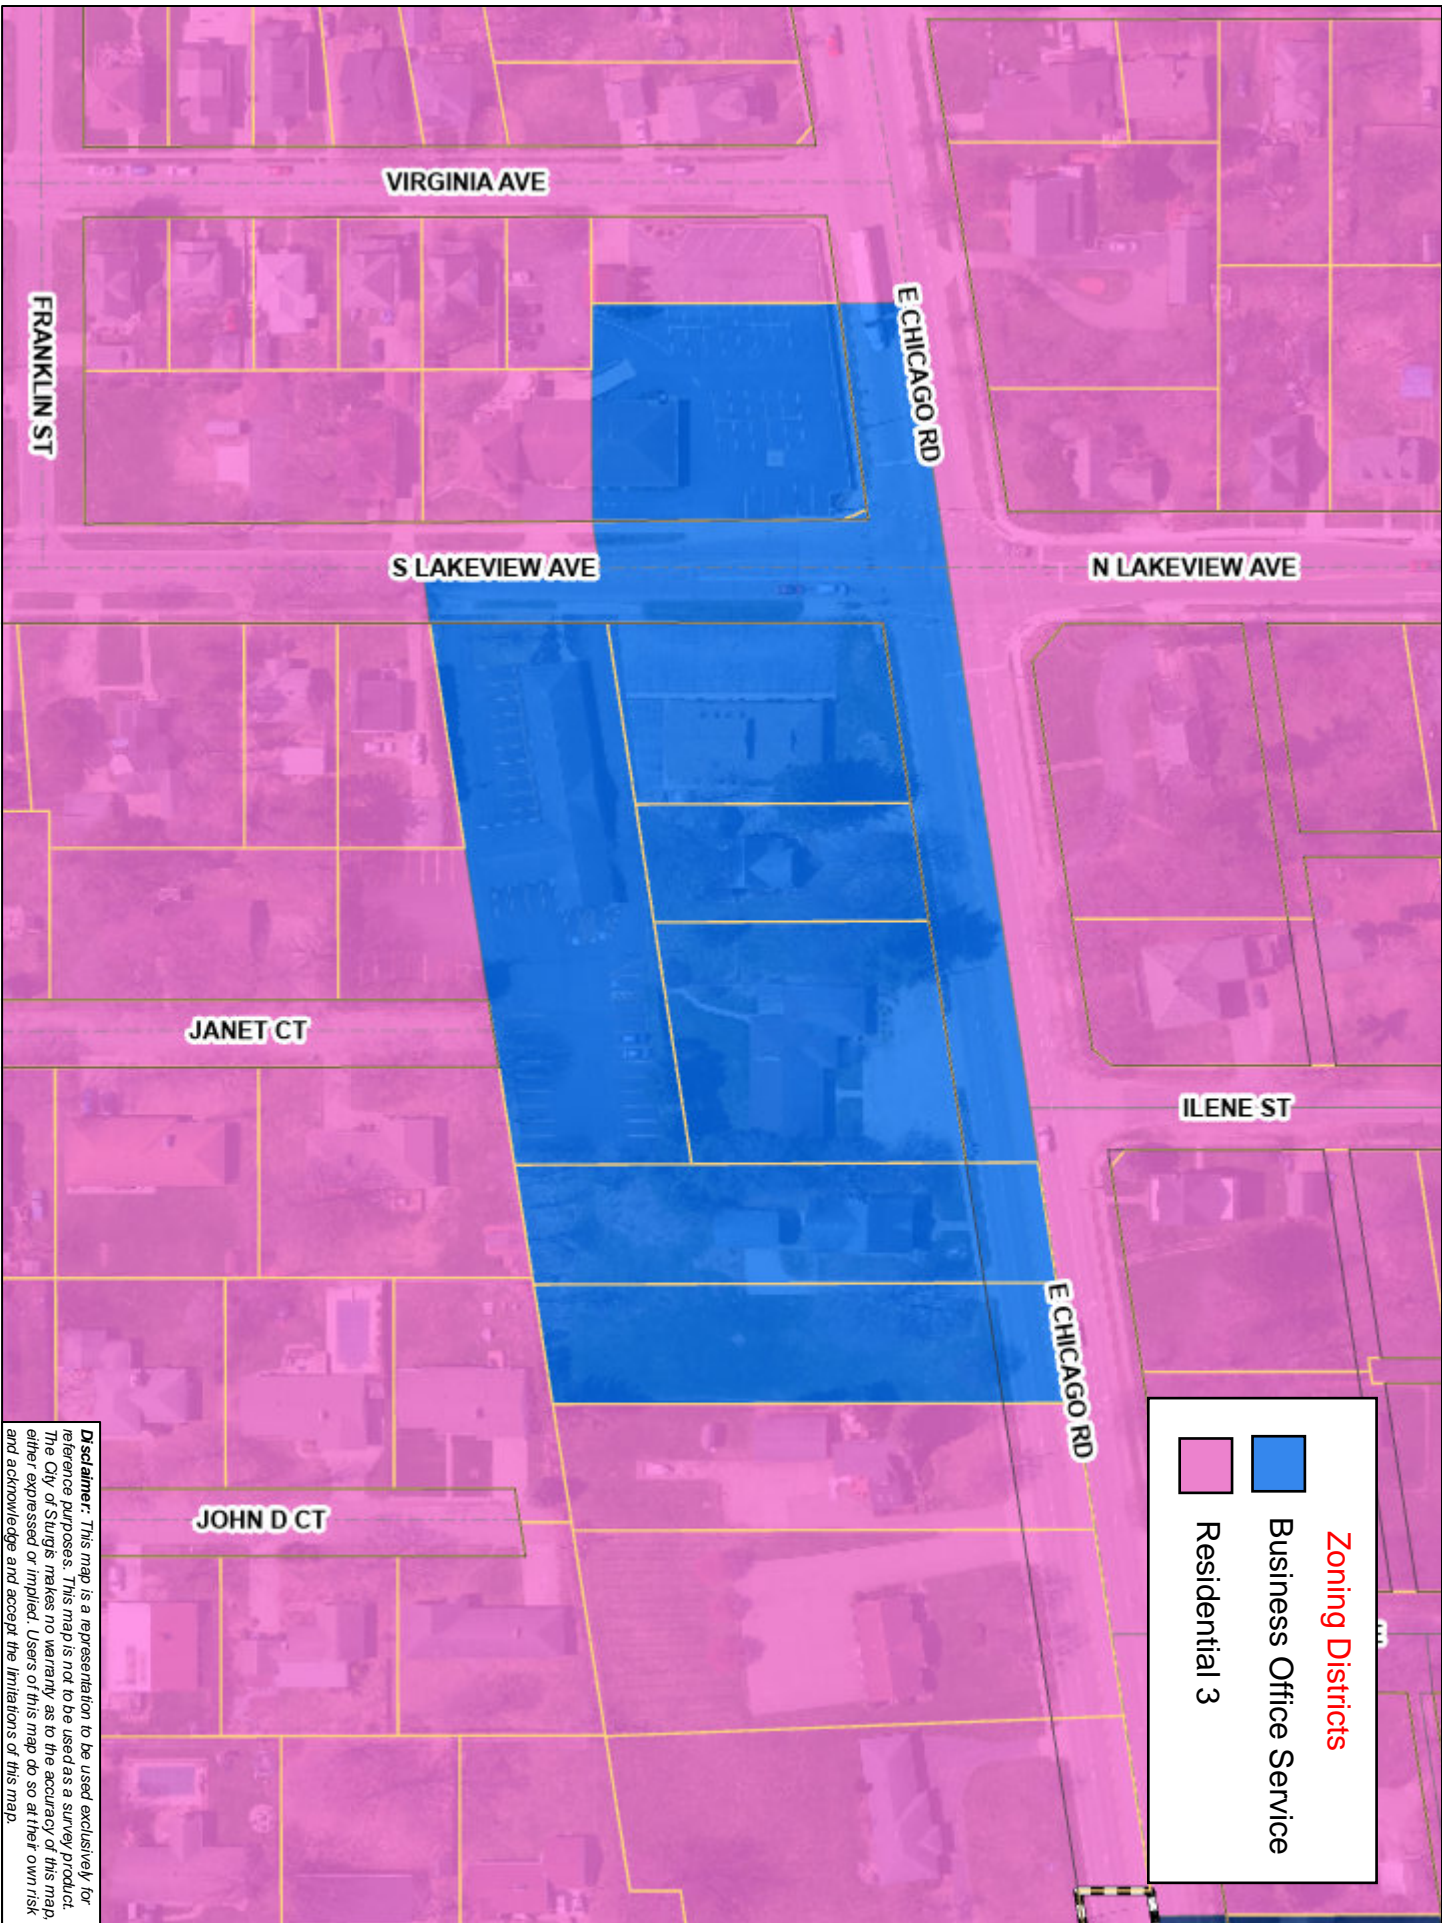 VIRGINIA AVE
FRANKLIN ST
E CHICAGO RD
S LAKEVIEW AVE
N LAKEVIEW AVE
JANET CT
ILENE ST
E CHICAGO RD
JOHN D CT
Zoning Districts
Business Office Service
Residential 3
Disclaimer: This map is a representation to be used exclusively for
reference purposes. This map is not to be used as a survey product.
The City of Sturgis makes no warranty as to the accuracy of this map,
either expressed or implied. Users of this map do so at their own risk
and acknowledge and accept the limitations of this map.